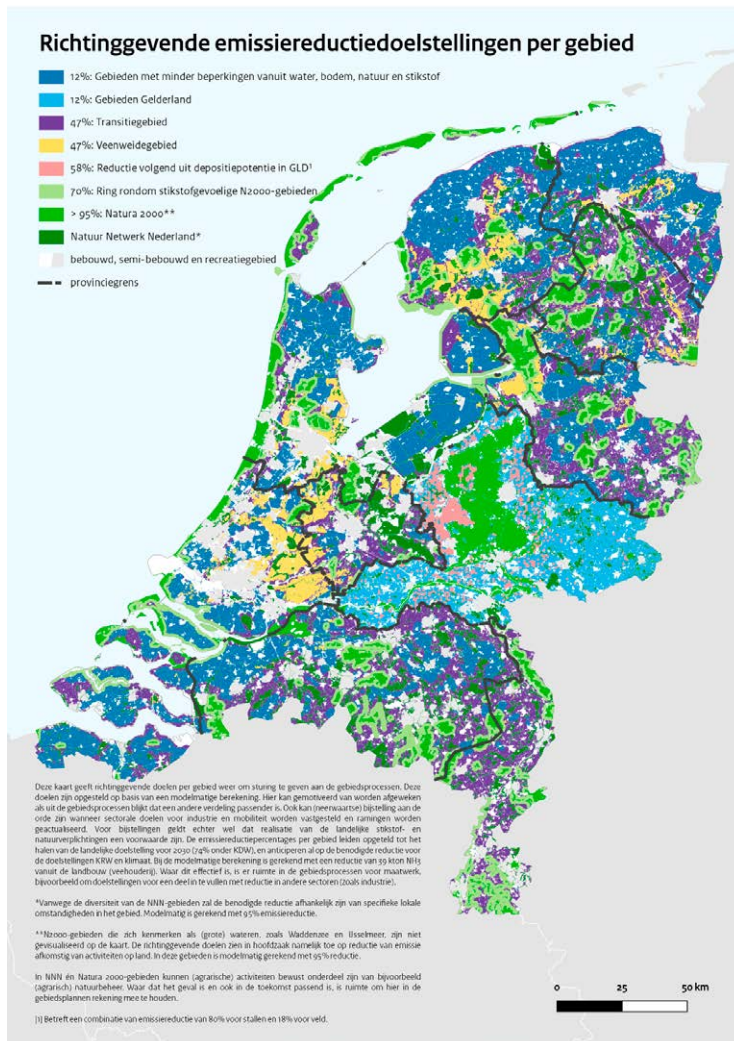 Richtinggevende emissiereductiedoelstellingen per gebied
12%: Gebieden met minder beperkingen vanuit water, bodem, natuur en stikstof
12%: Gebieden Gelderland
47%: Transitiegebied
47%: Veenweidegebied
58%: Reductie volgend uit depositiepotentie in GLD¹
70%: Ring rondom stikstofgevoelige N2000-gebieden
> 95%: Natura 2000**
Natuur Netwerk Nederland*
bebouwd, semi-bebouwd en recreatiegebied
provinciegrens
Deze kaart geeft richtinggevende doelen per gebied weer om sturing te geven aan de gebiedsprocessen. Deze
doelen zijn opgesteld op basis van een modelmatige berekening. Hier kan gemotiveerd van worden afgeweken
als uit de gebiedsprocessen blijkt dat een andere verdeling passender is. Ook kan (neerwaartse) bijstelling aan de
orde zijn wanneer sectorale doelen voor industrie en mobiliteit worden vastgesteld en ramingen worden
geactualiseerd. Voor bijstellingen geldt echter wel dat realisatie van de landelijke stikstof- en
natuurverplichtingen een voorwaarde zijn. De emissiereductiepercentages per gebied leiden opgeteld tot het
halen van de landelijke doelstelling voor 2030 (74% onder KDW), en anticiperen al op de benodigde reductie voor
de doelstellingen KRW en klimaat. Bij de modelmatige berekening is gerekend met een reductie van 39 kton NH3
vanuit de landbouw (veehouderij). Waar dit effectief is, is er ruimte in de gebiedsprocessen voor maatwerk,
bijvoorbeeld om doelstellingen voor een deel in te vullen met reductie in andere sectoren (zoals industrie).
*Vanwege de diversiteit van de NNN-gebieden zal de benodigde reductie afhankelijk zijn van specifieke lokale
omstandigheden in het gebied. Modelmatig is gerekend met 95% emissiereductie.
**N2000-gebieden die zich kenmerken als (grote) wateren, zoals Waddenzee en IJsselmeer, zijn niet
gevisualiseerd op de kaart. De richtinggevende doelen zien in hoofdzaak namelijk toe op reductie van emissie
afkomstig van activiteiten op land. In deze gebieden is modelmatig gerekend met 95% reductie.
In NNN én Natura 2000-gebieden kunnen (agrarische) activiteiten bewust onderdeel zijn van bijvoorbeeld
(agrarisch) natuurbeheer. Waar dat het geval is en ook in de toekomst passend is, is ruimte om hier in de
gebiedsplannen rekening mee te houden.
[1] Betreft een combinatie van emissiereductie van 80% voor stallen en 18% voor veld.
0 25 50 km